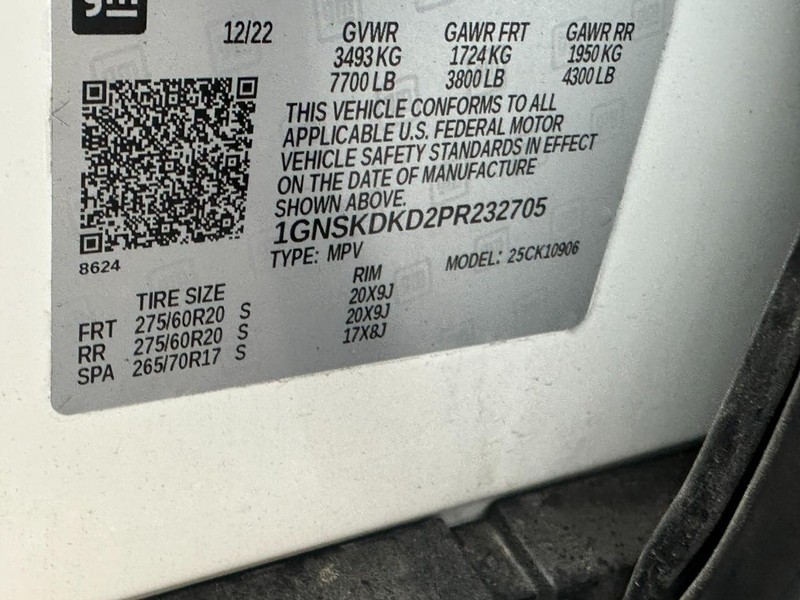 gm
12/22 GVWR GAWR FRT GAWR RR
3493 KG 1724 KG 1950 KG
7700 LB 3800 LB 4300 LB
THIS VEHICLE CONFORMS TO ALL
APPLICABLE U.S. FEDERAL MOTOR
VEHICLE SAFETY STANDARDS IN EFFECT
ON THE DATE OF MANUFACTURE
SHOWN ABOVE.
1GNSKDKD2PR232705
TYPE: MPV MODEL: 25CK10906
8624
TIRE SIZE RIM
FRT 275/60R20 S 20X9J
RR 275/60R20 S 20X9J
SPA 265/70R17 S 17X8J